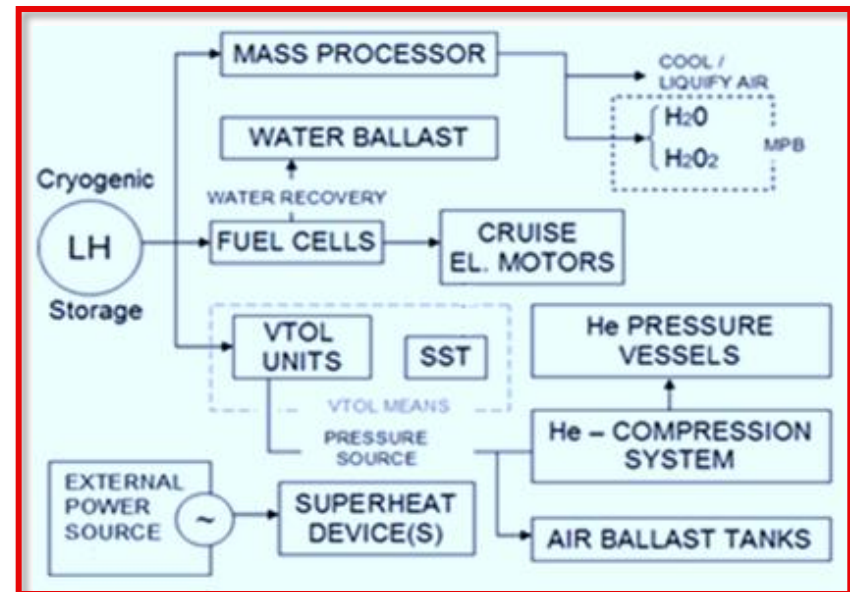 MASS PROCESSOR
COOL /
LIQUIFY AIR
H2O
H2O2
MPB
WATER BALLAST
WATER RECOVERY
Cryogenic
LH
Storage
FUEL CELLS
CRUISE
EL. MOTORS
VTOL
UNITS
SST
VTOL MEANS
He PRESSURE
VESSELS
PRESSURE
SOURCE
He – COMPRESSION
SYSTEM
EXTERNAL
POWER
SOURCE
~
SUPERHEAT
DEVICE(S)
AIR BALLAST TANKS